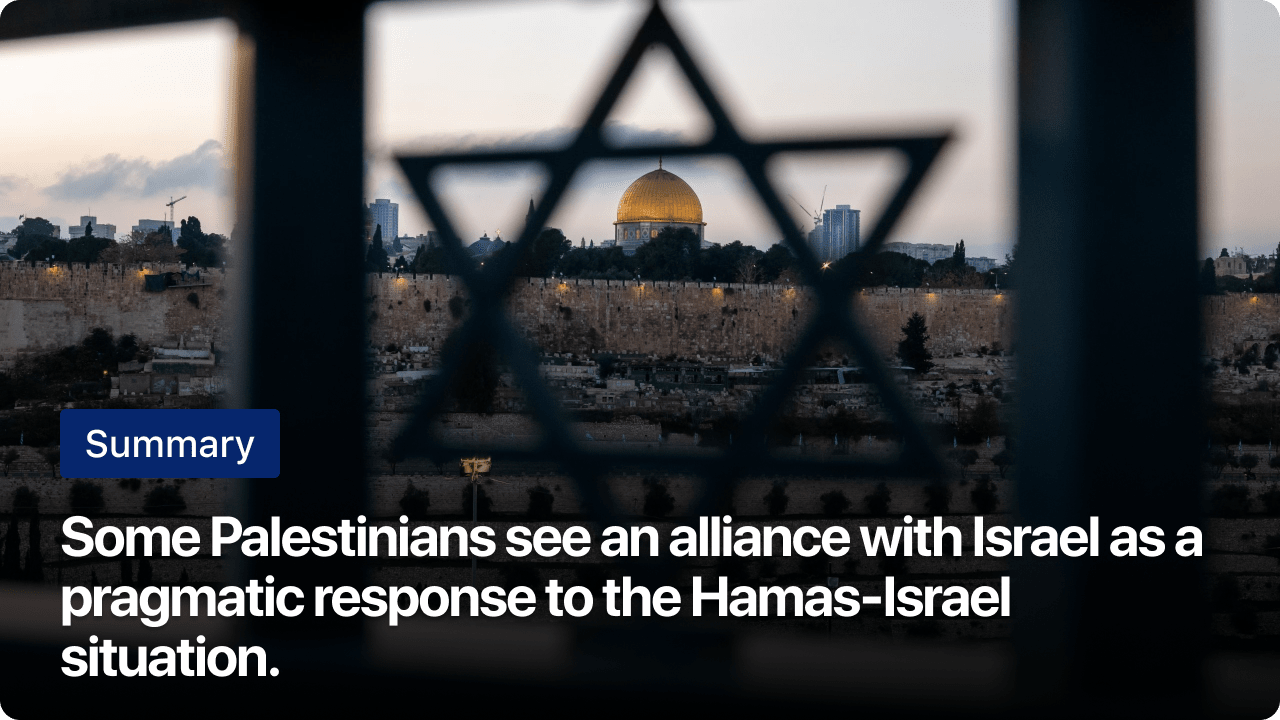 Summary
Some Palestinians see an alliance with Israel as a
pragmatic response to the Hamas-Israel
situation.